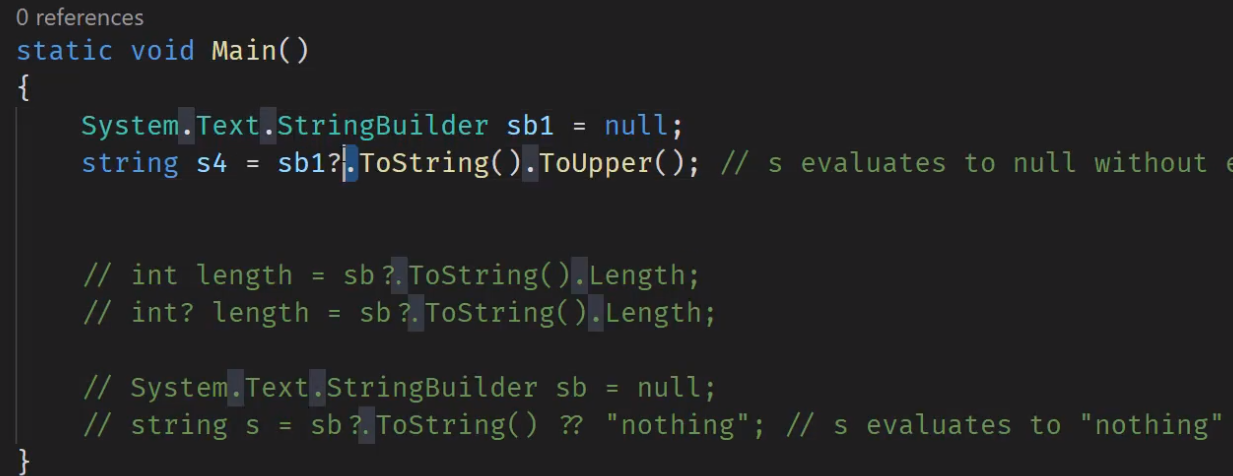 0 references
static void Main()
{
System.Text.StringBuilder sb1 = null;
string s4 = sb1?.ToString().ToUpper(); // s evaluates to null without
// int length = sb?.ToString().Length;
// int? length = sb?.ToString().Length;
// System.Text.StringBuilder sb = null;
// string s = sb?.ToString() ?? "nothing"; // s evaluates to "nothing"
}